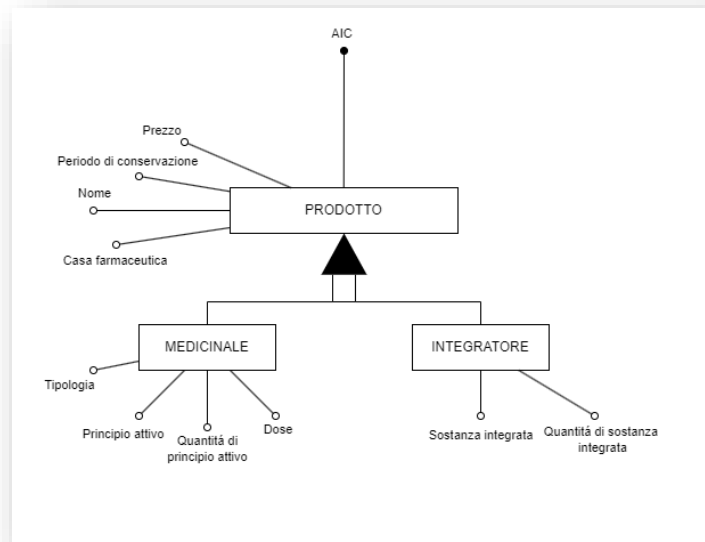 AIC
Prezzo
Periodo di conservazione
Nome
PRODOTTO
Casa farmaceutica
MEDICINALE
INTEGRATORE
Tipologia
Principio attivo
Quantitá di
principio attivo
Dose
Sostanza integrata
Quantitá di sostanza
integrata